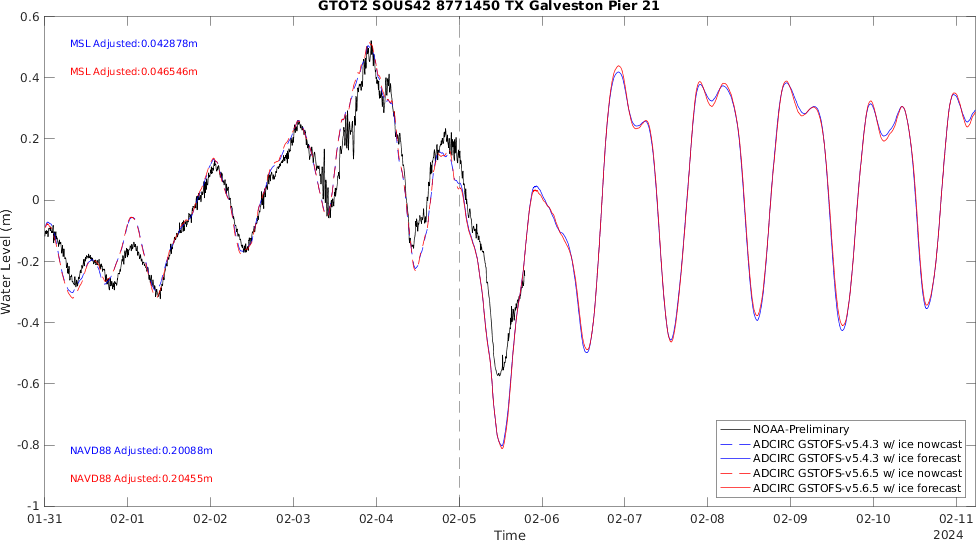 GTOT2 SOUS42 8771450 TX Galveston Pier 21
0.6
MSL Adjusted:0.042878m
MSL Adjusted:0.046546m
0.4
0.2
0
-0.2
-0.4
-0.6
-0.8
-1
Water Level (m)
NAVD88 Adjusted:0.20088m
NAVD88 Adjusted:0.20455m
NOAA-Preliminary
ADCIRC GSTOFS-v5.4.3 w/ ice nowcast
ADCIRC GSTOFS-v5.4.3 w/ ice forecast
ADCIRC GSTOFS-v5.6.5 w/ ice nowcast
ADCIRC GSTOFS-v5.6.5 w/ ice forecast
01-31 02-01 02-02 02-03 02-04 02-05 02-06 02-07 02-08 02-09 02-10 02-11
Time
2024